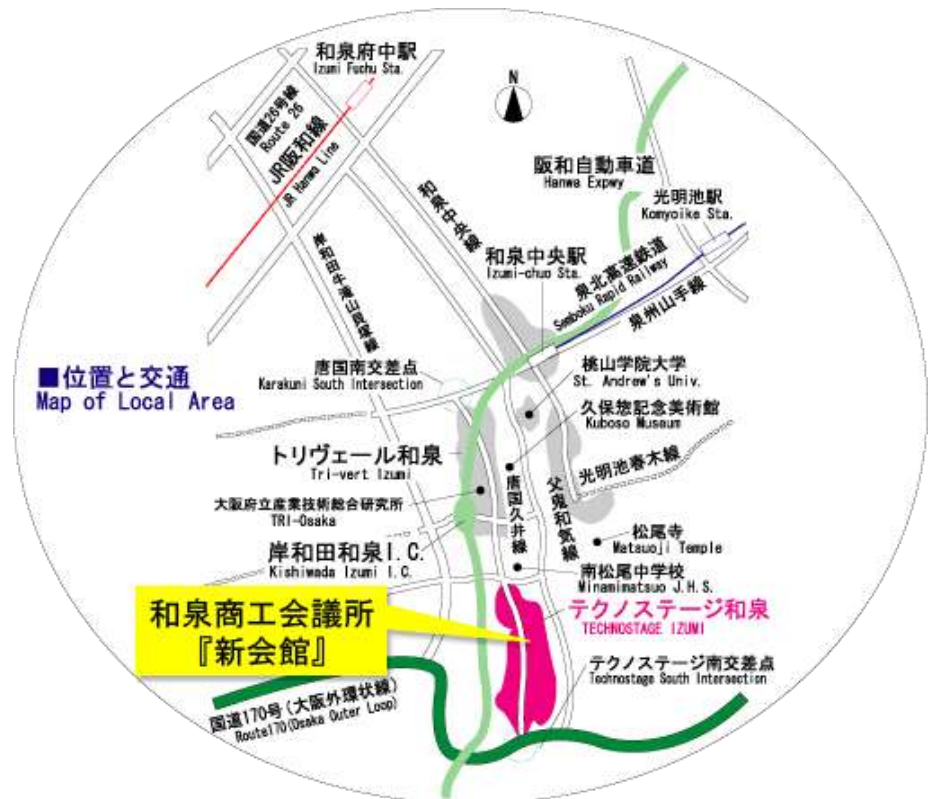 和泉府中駅
Izumi Fuchu Sta.
国道26号線
Route 26
JR阪和線
JR Hanwa Line
N
阪和自動車道
Hanwa Expwy
光明池駅
Komyoike Sta.
和泉中央線
和泉中央駅
Izumi-chuo Sta.
泉北高速鉄道
Semboku Rapid Railway
泉州山手線
岸和田牛滝山貝塚線
■位置と交通
Map of Local Area
唐国南交差点
Karakuni South Intersection
桃山学院大学
St. Andrew's Univ.
久保惣記念美術館
Kuboso Museum
トリヴェール和泉
Tri-vert Izumi
光明池春木線
大阪府立産業技術総合研究所
TRI-Osaka
唐国久井線
父鬼和気線
松尾寺
Matsuoji Temple
岸和田和泉I.C.
Kishiwada Izumi I.C.
南松尾中学校
Minamimatsuo J.H.S.
和泉商工会議所
『新会館』
テクノステージ和泉
TECHNOSTAGE IZUMI
テクノステージ南交差点
Technostage South Intersection
国道170号(大阪外環状線)
Route170(Osaka Outer Loop)